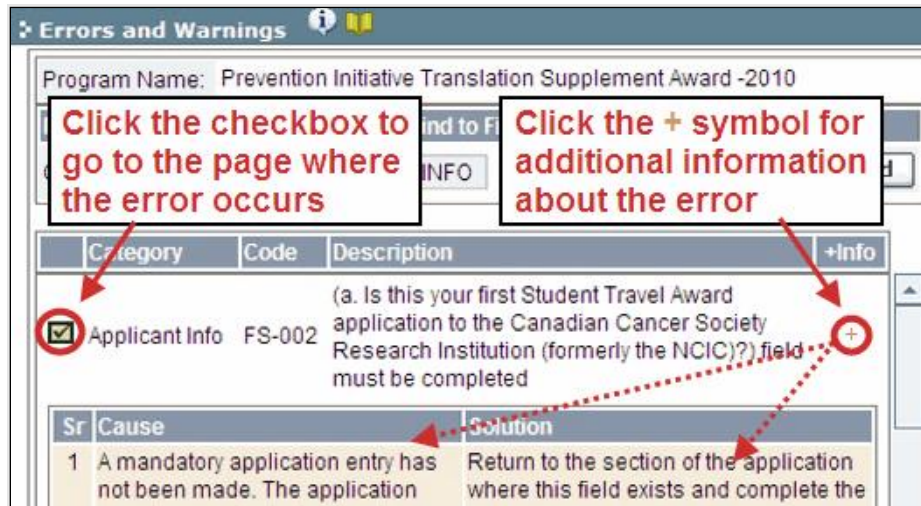 Errors and Warnings
Program Name: Prevention Initiative Translation Supplement Award -2010
Click the checkbox to
go to the page where
the error occurs
Click the + symbol for
additional information
about the error
ind to
INFO
Category Code Description +Info
Applicant Info FS-002 (a. Is this your first Student Travel Award
application to the Canadian Cancer Society
Research Institution (formerly the NCIC)?) field
must be completed
+
Sr Cause Solution
1 A mandatory application entry has Return to the section of the application
not been made. The application where this field exists and complete the